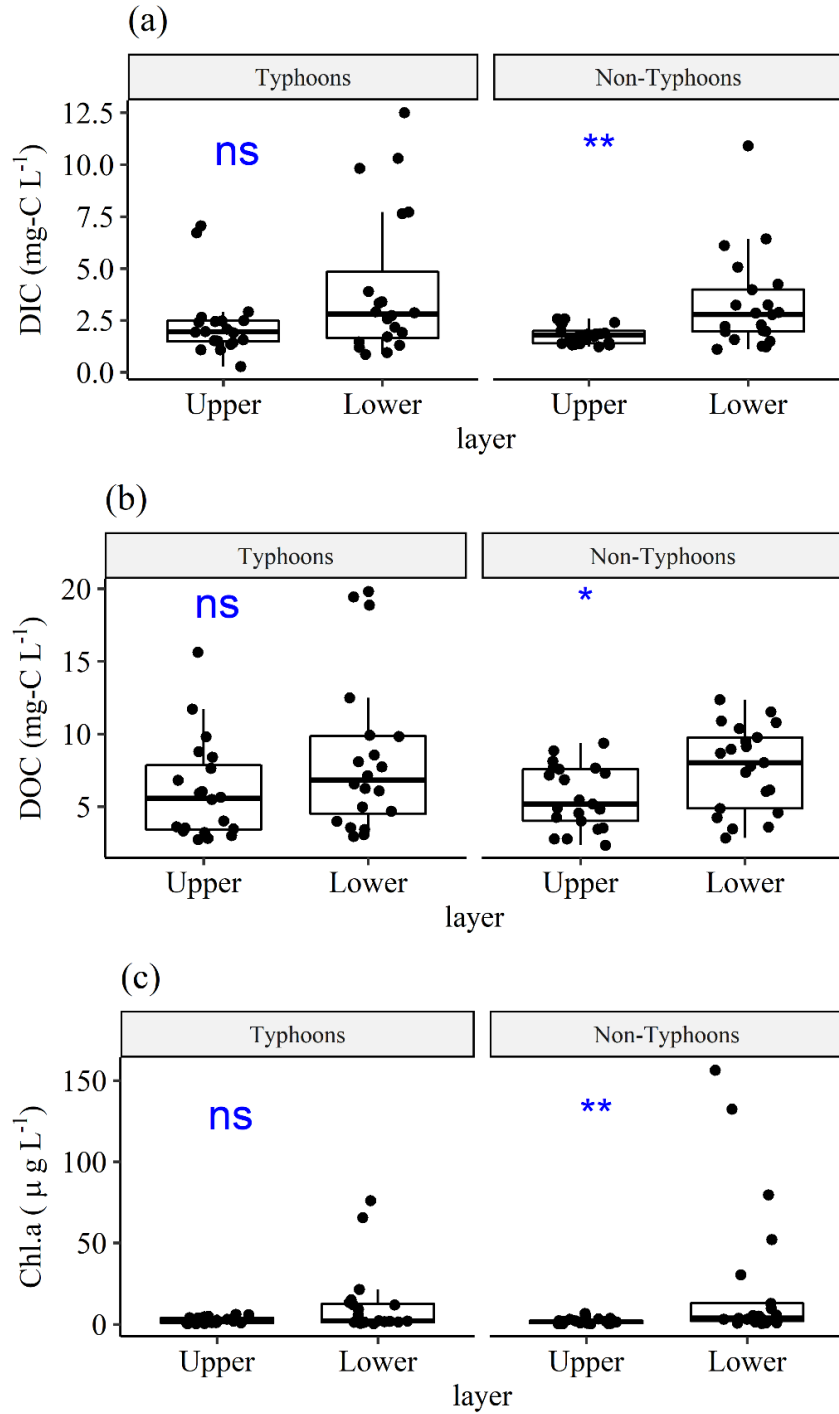 (a)
Typhoons Non-Typhoons
DIC (mg-C L⁻¹)
12.5
ns **
10.0
7.5
5.0
2.5
0.0
Upper Lower Upper Lower
layer
(b)
Typhoons Non-Typhoons
DOC (mg-C L⁻¹)
20
ns *
15
10
5
Upper Lower Upper Lower
layer
(c)
Typhoons Non-Typhoons
Chl.a ( μ g L⁻¹)
150
ns **
100
50
0
Upper Lower Upper Lower
layer